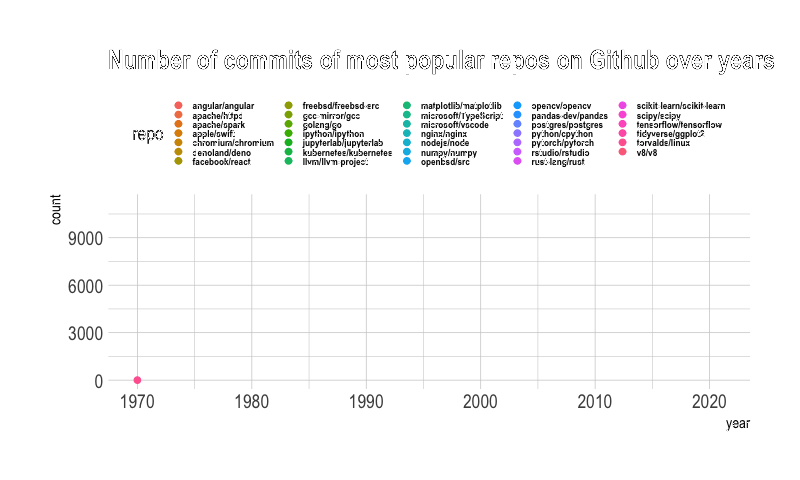 Number of commits of most popular repos on Github over years
repo
angular/angular
apache/httpd
apache/spark
apple/swift
chromium/chromium
denoland/deno
facebook/react
freebsd/freebsd-src
gcc-mirror/gcc
golang/go
ipython/ipython
jupyterlab/jupyterlab
kubernetes/kubernetes
llvm/llvm-project
matplotlib/matplotlib
microsoft/TypeScript
microsoft/vscode
nginx/nginx
nodejs/node
numpy/numpy
openbsd/src
opencv/opencv
pandas-dev/pandas
postgres/postgres
python/cpython
pytorch/pytorch
rstudio/rstudio
rust-lang/rust
scikit-learn/scikit-learn
scipy/scipy
tensorflow/tensorflow
tidyverse/ggplot2
torvalds/linux
v8/v8
count
9000
6000
3000
0
1970 1980 1990 2000 2010 2020
year